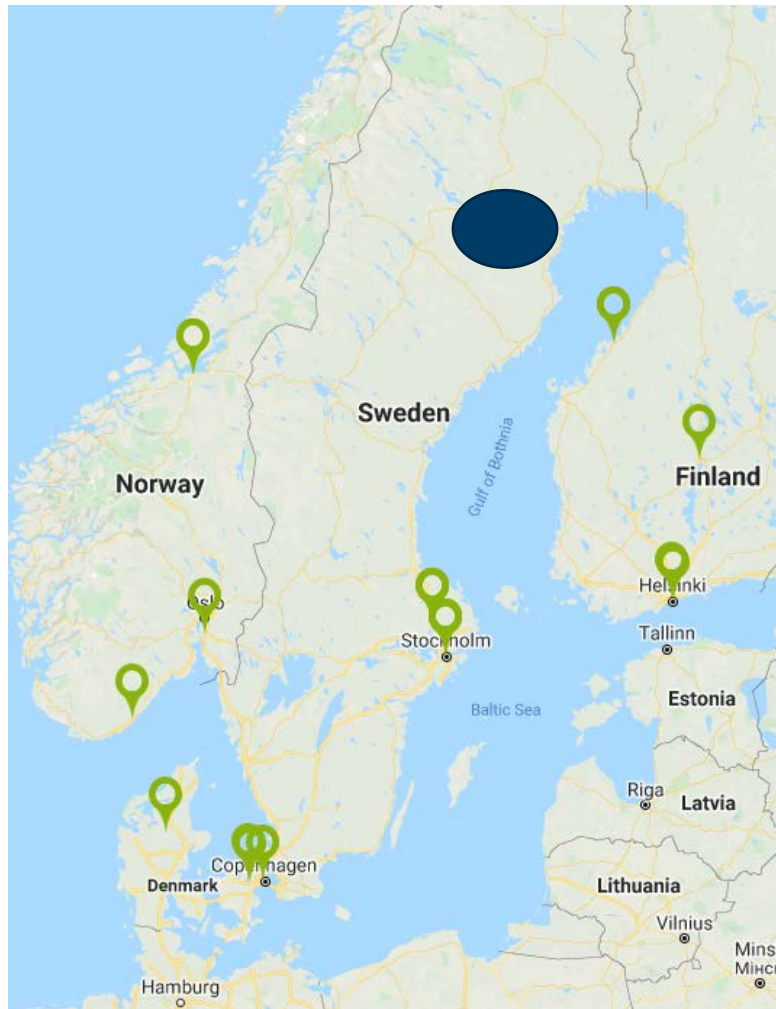 Sweden
Gulf of Bothnia
Norway
Finland
Oslo
Helsinki
Stockholm
Tallinn
Baltic Sea
Estonia
Riga
Latvia
Copenhagen
Denmark
Lithuania
Vilnius
Hamburg
Mins
Мінск